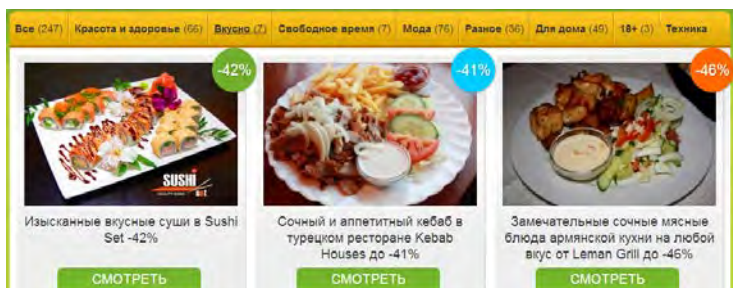 Все (247) Красота и здоровье (66) Вкусно (7) Свободное время (7) Мода (76) Разное (36) Для дома (49) 18+ (3) Техника
-42% -41% -46%
SUSHI
Set
Изысканные вкусные суши в Sushi
Set -42%
Сочный и аппетитный кебаб в
турецком ресторане Kebab
Houses до -41%
Замечательные сочные мясные
блюда армянской кухни на любой
вкус от Leman Grill до -46%
СМОТРЕТЬ СМОТРЕТЬ СМОТРЕТЬ